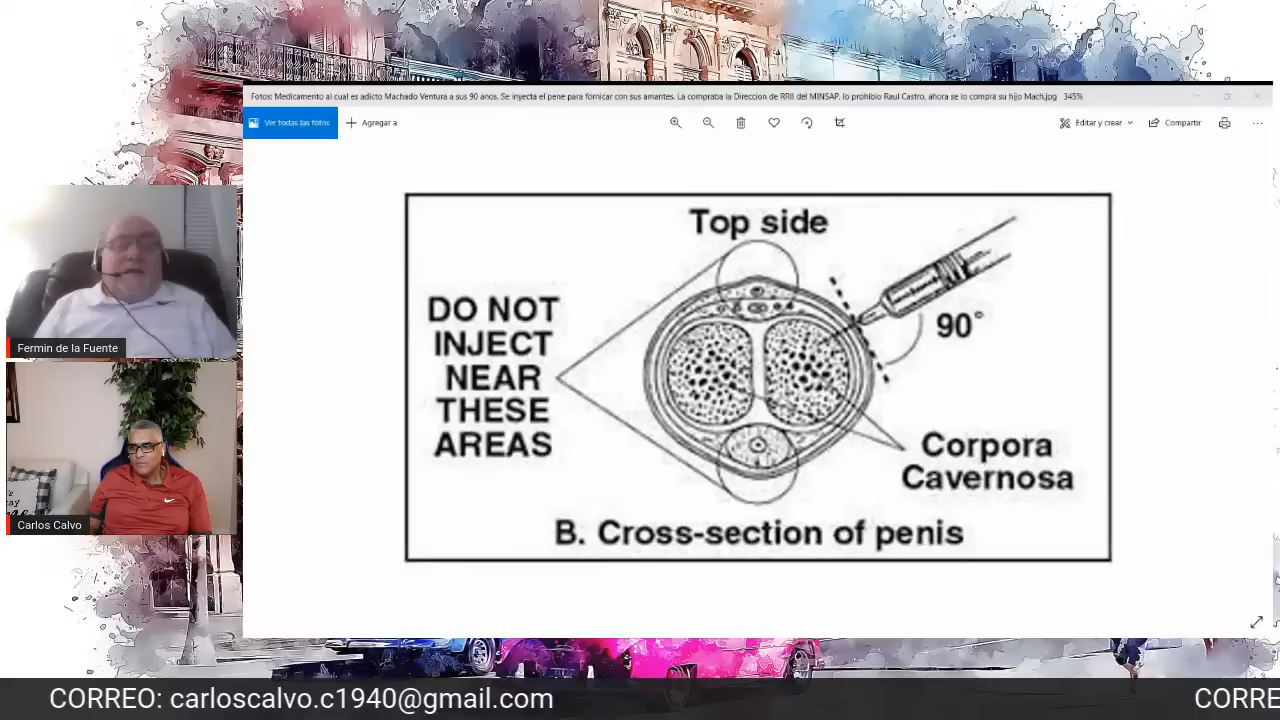 Fotos: Medicamento al cual es adicto Machado Ventura a sus 90 anos. Se inyecta el pene para fornicar con sus amantes. La compraba la Direccion de RRII del MINSAP, lo prohibio Raul Castro, ahora se lo compra su hijo Mach.jpg 345%
Ver todas las fotos
Agregar a
Editar y crear
Compartir
Top side
DO NOT
INJECT
NEAR
THESE
AREAS
90°
Corpora
Cavernosa
B. Cross-section of penis
Fermin de la Fuente
Carlos Calvo
CORREO: carloscalvo.c1940@gmail.com
CORRE